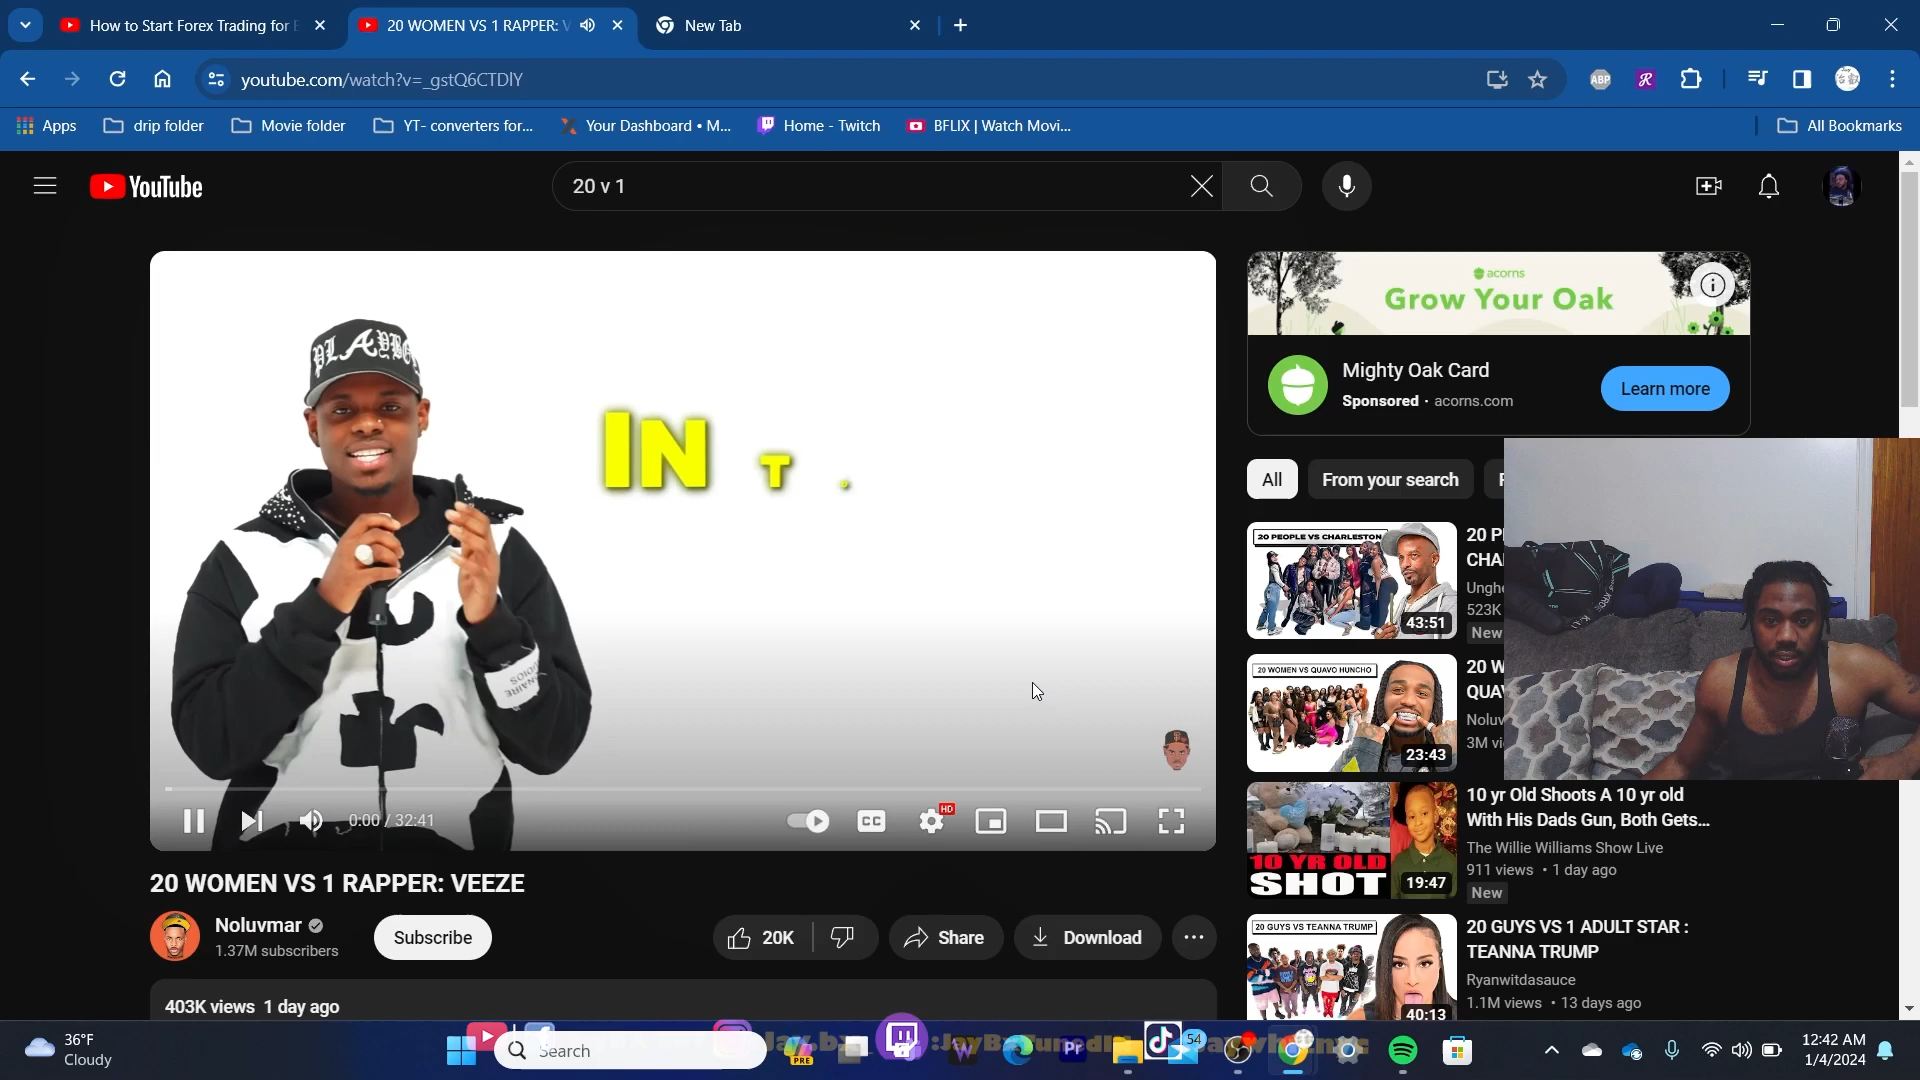 How to Start Forex Trading for
20 WOMEN VS 1 RAPPER:
New Tab
youtube.com/watch?v=_gstQ6CTDlY
ABP
Apps
drip folder
Movie folder
YT- converters for...
Your Dashboard • M...
Home - Twitch
BFLIX | Watch Movi...
All Bookmarks
YouTube
20 v 1
IN T
0:00 / 32:41
CC
HD
20 WOMEN VS 1 RAPPER: VEEZE
Noluvmar
1.37M subscribers
Subscribe
20K
Share
Download
403K views 1 day ago
acorns
Grow Your Oak
Mighty Oak Card
Sponsored • acorns.com
Learn more
All
From your search
20 PEOPLE VS CHARLESTON
43:51
523K
New
20 WOMEN VS QUAVO HUNCHO
23:43
10 YR OLD
SHOT
19:47
10 yr Old Shoots A 10 yr old
With His Dads Gun, Both Gets...
The Willie Williams Show Live
911 views • 1 day ago
New
20 GUYS VS TEANNA TRUMP
40:13
20 GUYS VS 1 ADULT STAR :
TEANNA TRUMP
Ryanwitdasauce
1.1M views • 13 days ago
36°F
Cloudy
Search
PRE
Pr
54
12:42 AM
1/4/2024